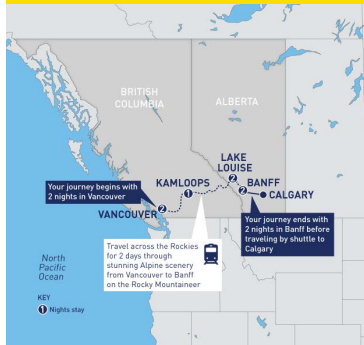 BRITISH
COLUMBIA
ALBERTA
LAKE
LOUISE
2
Your journey begins with
2 nights in Vancouver
KAMLOOPS
1
BANFF
2
CALGARY
VANCOUVER
2
Your journey ends with
2 nights in Banff before
traveling by shuttle to
Calgary
Travel across the Rockies
for 2 days through
stunning Alpine scenery
from Vancouver to Banff
on the Rocky Mountaineer
North
Pacific
Ocean
KEY
1 Nights stay